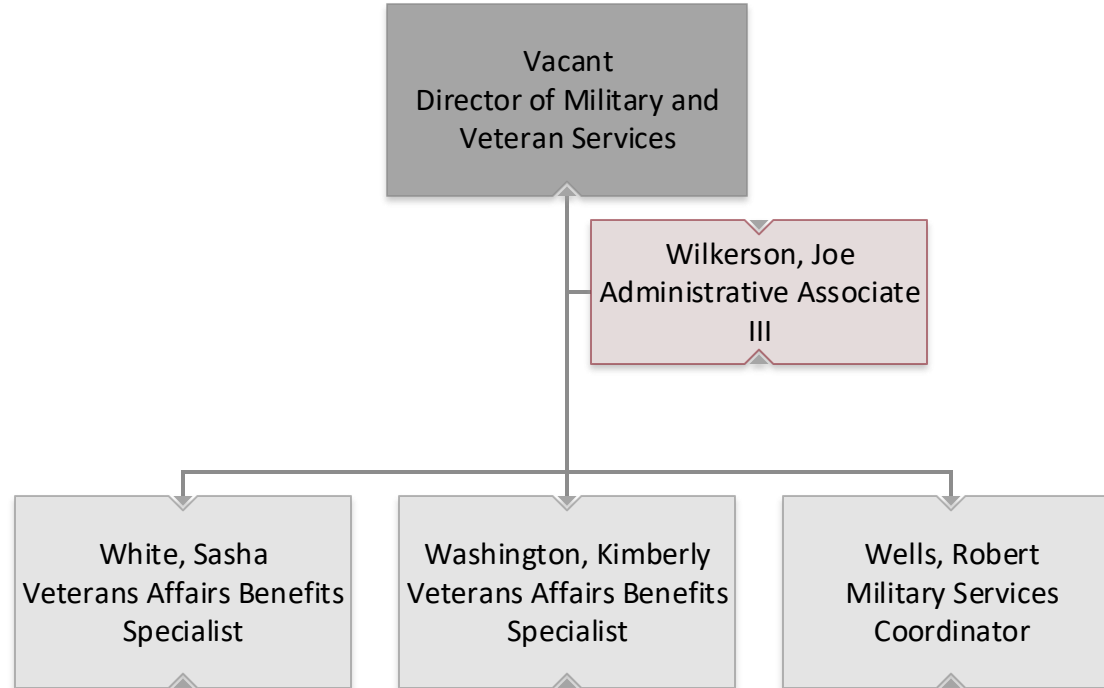 Vacant
Director of Military and
Veteran Services
Wilkerson, Joe
Administrative Associate
III
White, Sasha
Veterans Affairs Benefits
Specialist
Washington, Kimberly
Veterans Affairs Benefits
Specialist
Wells, Robert
Military Services
Coordinator